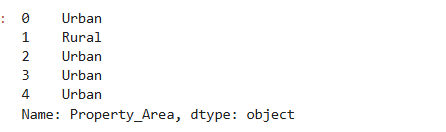 : 0    Urban
1    Rural
2    Urban
3    Urban
4    Urban
Name: Property_Area, dtype: object